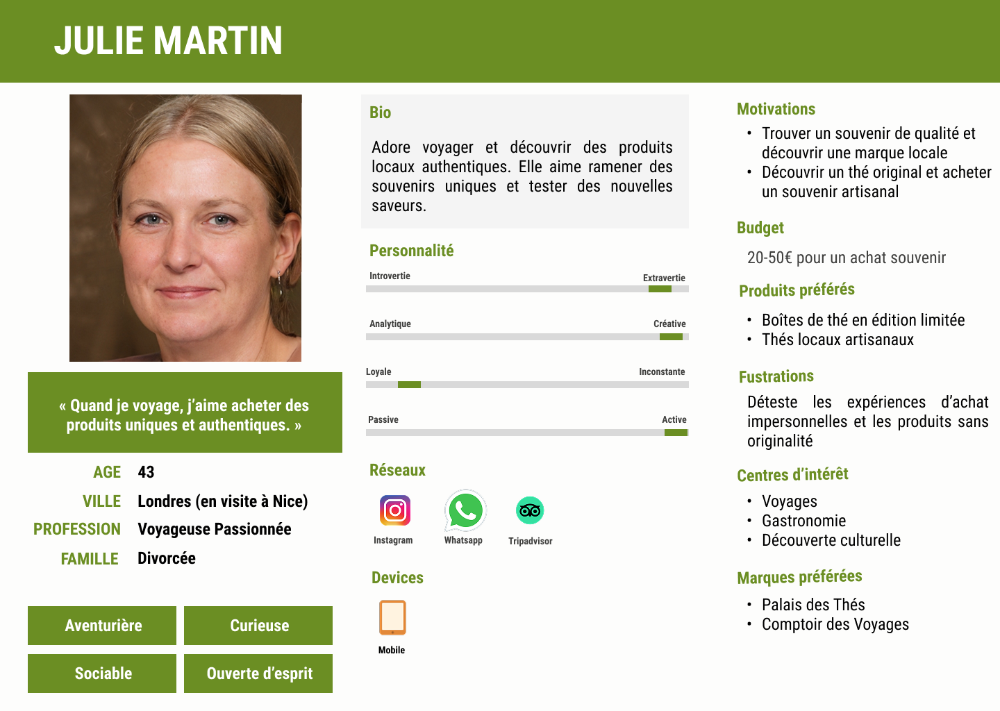 JULIE MARTIN
« Quand je voyage, j’aime acheter des
produits uniques et authentiques. »
AGE 43
VILLE Londres (en visite à Nice)
PROFESSION Voyageuse Passionnée
FAMILLE Divorcée
Aventurière Curieuse
Sociable Ouverte d’esprit
Bio
Adore voyager et découvrir des produits
locaux authentiques. Elle aime ramener des
souvenirs uniques et tester des nouvelles
saveurs.
Personnalité
Introvertie Extravertie
Analytique Créative
Loyale Inconstante
Passive Active
Réseaux
Instagram Whatsapp Tripadvisor
Devices
Mobile
Motivations
• Trouver un souvenir de qualité et
découvrir une marque locale
• Découvrir un thé original et acheter
un souvenir artisanal
Budget
20-50€ pour un achat souvenir
Produits préférés
• Boîtes de thé en édition limitée
• Thés locaux artisanaux
Fustrations
Déteste les expériences d’achat
impersonnelles et les produits sans
originalité
Centres d’intérêt
• Voyages
• Gastronomie
• Découverte culturelle
Marques préférées
• Palais des Thés
• Comptoir des Voyages